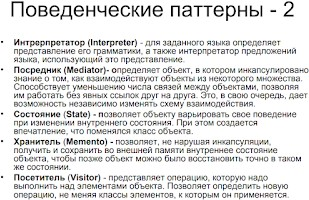 Поведенческие паттерны - 2
• Интрерпретатор (Interpreter) - для заданного языка определяет
представление его грамматики, а также интерпретатор предложений
языка, использующий это представление.
• Посредник (Mediator)- определяет объект, в котором инкапсулировано
знание о том, как взаимодействуют объекты из некоторого множества.
Способствует уменьшению числа связей между объектами, позволяя
им работать без явных ссылок друг на друга. Это, в свою очередь, дает
возможность независимо изменять схему взаимодействия.
• Состояние (State) - позволяет объекту варьировать свое поведение
при изменении внутреннего состояния. При этом создается
впечатление, что поменялся класс объекта.
• Хранитель (Memento) - позволяет, не нарушая инкапсуляции,
получить и сохранить во внешней памяти внутреннее состояние
объекта, чтобы позже объект можно было восстановить точно в таком
же состоянии.
• Посетитель (Visitor) - представляет операцию, которую надо
выполнить над элементами объекта. Позволяет определить новую
операцию, не меняя классы элементов, к которым он применяется.